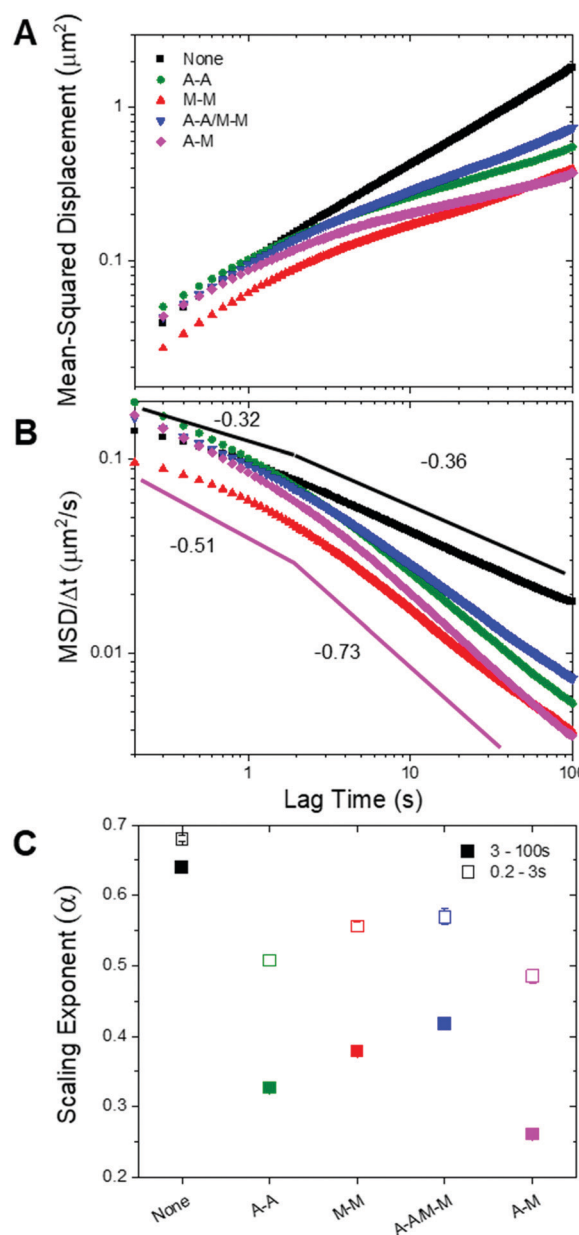 A
Mean-Squared Displacement (μm²)
1
0.1
None
A-A
M-M
A-A/M-M
A-M
B
MSD/Δt (μm²/s)
0.1
0.01
-0.32
-0.36
-0.51
-0.73
1
10
100
Lag Time (s)
C
Scaling Exponent (α)
0.7
0.6
0.5
0.4
0.3
0.2
3 - 100s
0.2 - 3s
None
A-A
M-M
A-A/M-M
A-M